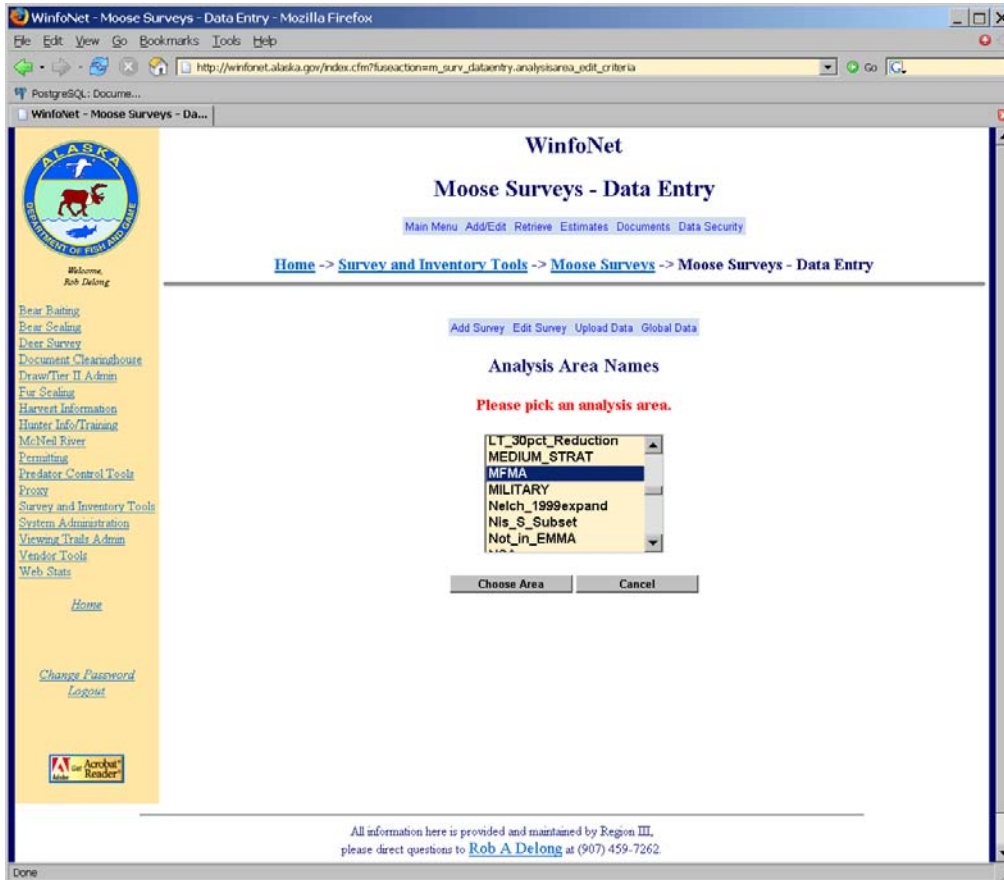 WinfoNet - Moose Surveys - Data Entry - Mozilla Firefox
File Edit View Go Bookmarks Tools Help
http://winfonet.alaska.gov/index.cfm?fuseaction=m_surv_dataentry.analysisarea_edit_criteria
Go
G
PostgreSQL: Docume...
WinfoNet - Moose Surveys - Da...
ALASKA
DEPARTMENT OF FISH AND GAME
Welcome,
Rob Delong
Bear Baiting
Bear Sealing
Deer Survey
Document Clearinghouse
Draw/Tier II Admin
Fur Sealing
Harvest Information
Hunter Info/Training
McNeil River
Permitting
Predator Control Tools
Proxy
Survey and Inventory Tools
System Administration
Viewing Trails Admin
Vendor Tools
Web Stats
Home
Change Password
Logout
Adobe
Get Acrobat
Reader
WinfoNet
Moose Surveys - Data Entry
Main Menu Add/Edit Retrieve Estimates Documents Data Security
Home -> Survey and Inventory Tools -> Moose Surveys -> Moose Surveys - Data Entry
Add Survey Edit Survey Upload Data Global Data
Analysis Area Names
Please pick an analysis area.
LT_30pct_Reduction
MEDIUM_STRAT
MFMA
MILITARY
Nelch_1999expand
Nis_S_Subset
Not_in_EMMA
Choose Area Cancel
All information here is provided and maintained by Region III,
please direct questions to Rob A Delong at (907) 459-7262.
Done